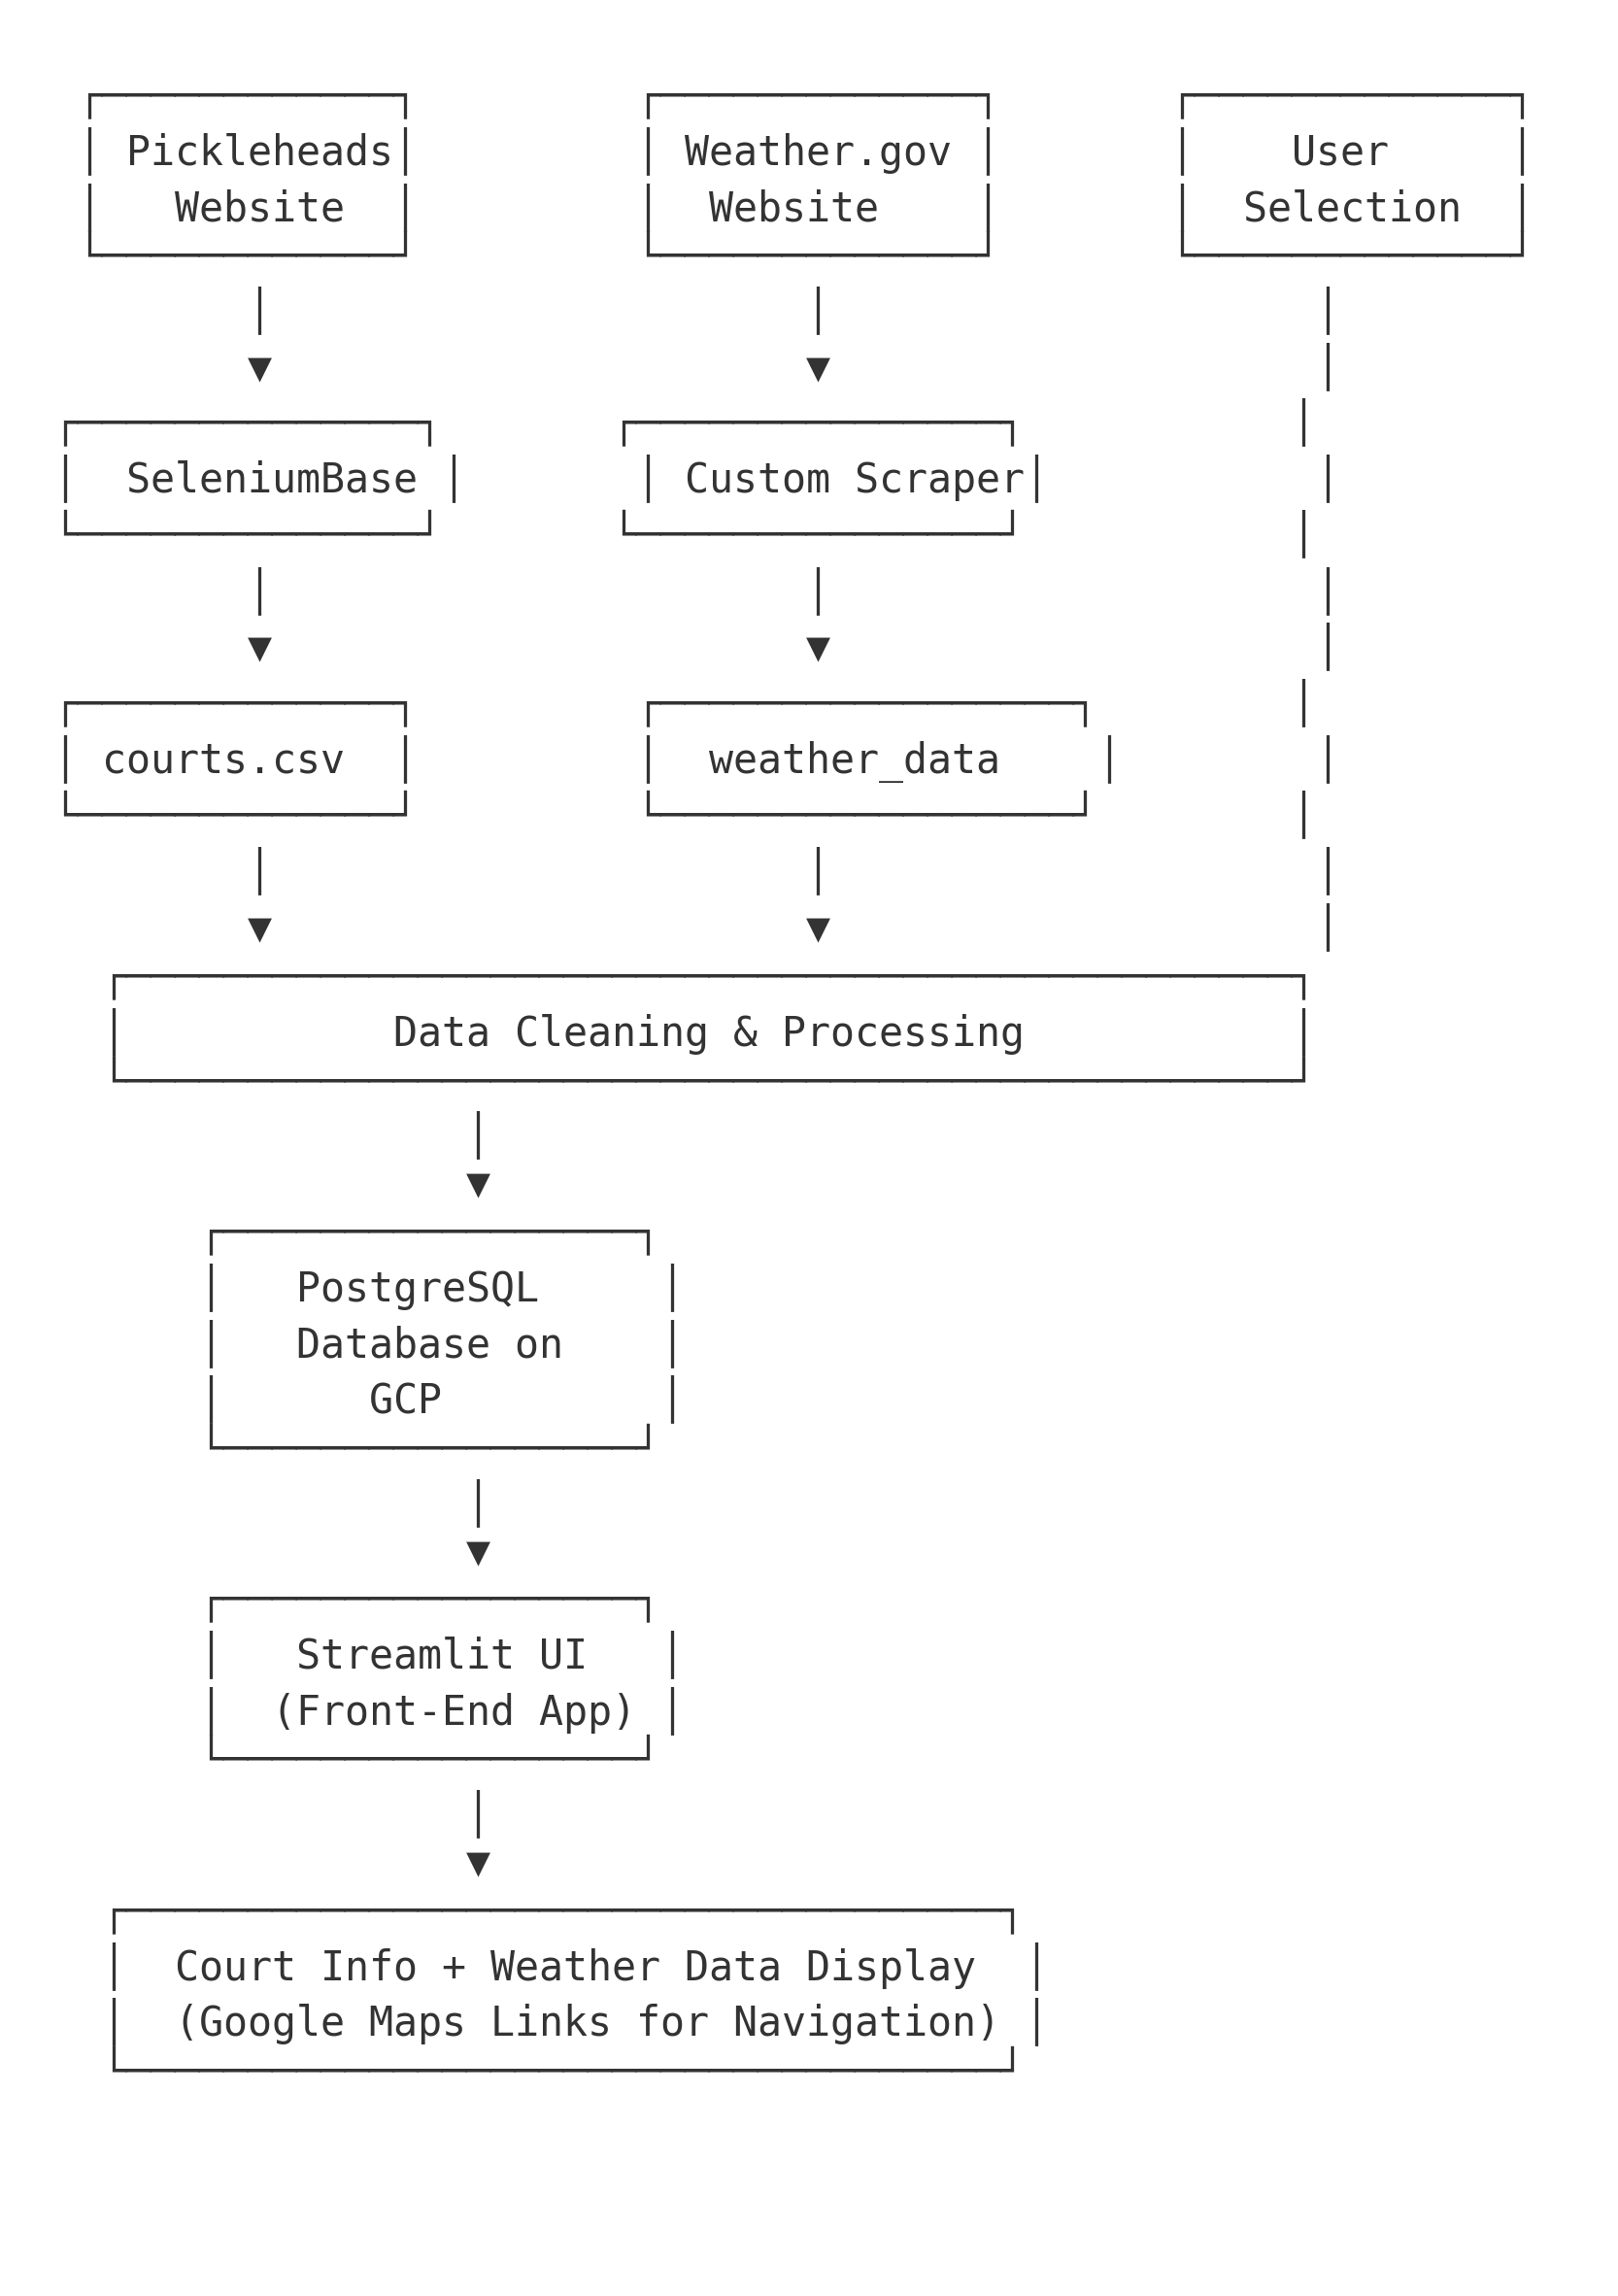 Pickleheads
Website
Weather.gov
Website
User
Selection
SeleniumBase
Custom Scraper
courts.csv
weather_data
Data Cleaning & Processing
PostgreSQL
Database on
GCP
Streamlit UI
(Front-End App)
Court Info + Weather Data Display
(Google Maps Links for Navigation)